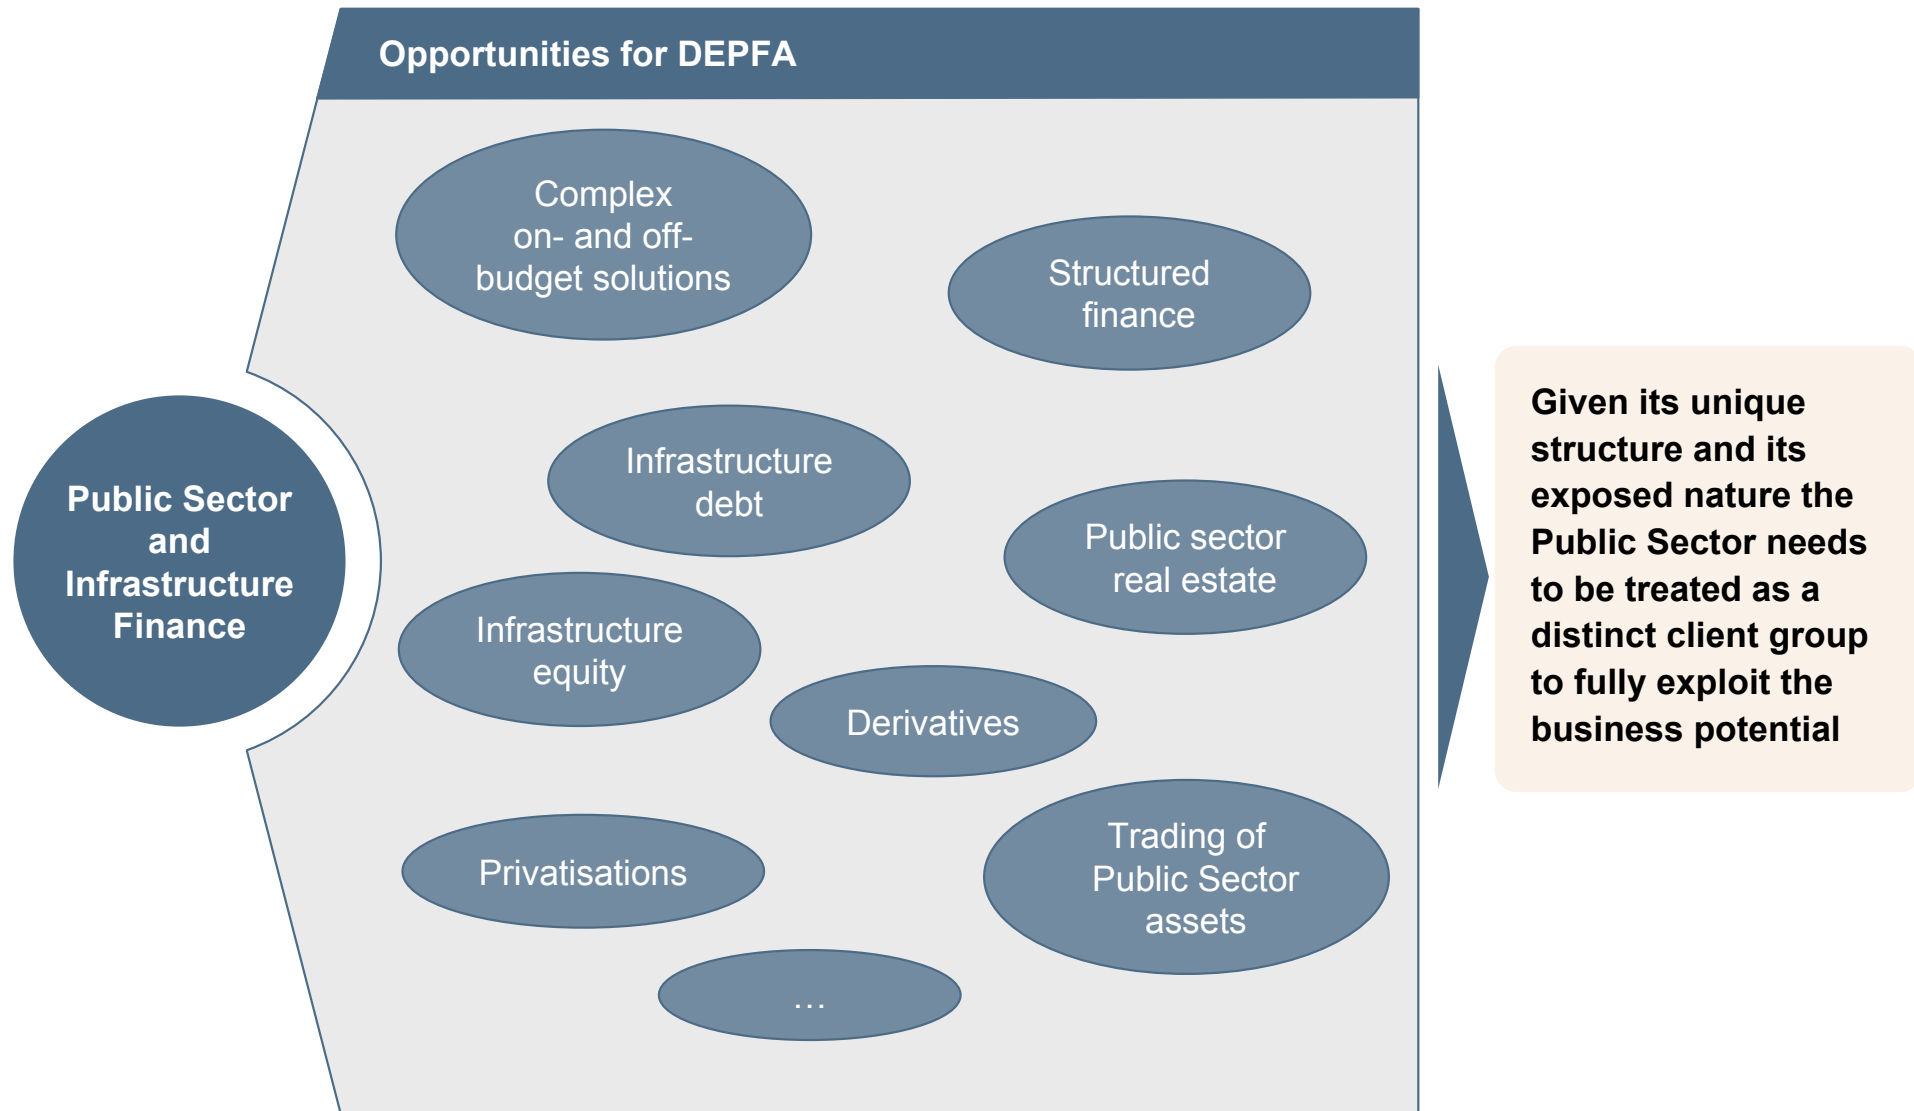 Opportunities for DEPFA
Complex
on- and off-
budget solutions
Structured
finance
Infrastructure
debt
Public sector
real estate
Public Sector
and
Infrastructure
Finance
Infrastructure
equity
Derivatives
Privatisations
Trading of
Public Sector
assets
...
Given its unique
structure and its
exposed nature the
Public Sector needs
to be treated as a
distinct client group
to fully exploit the
business potential